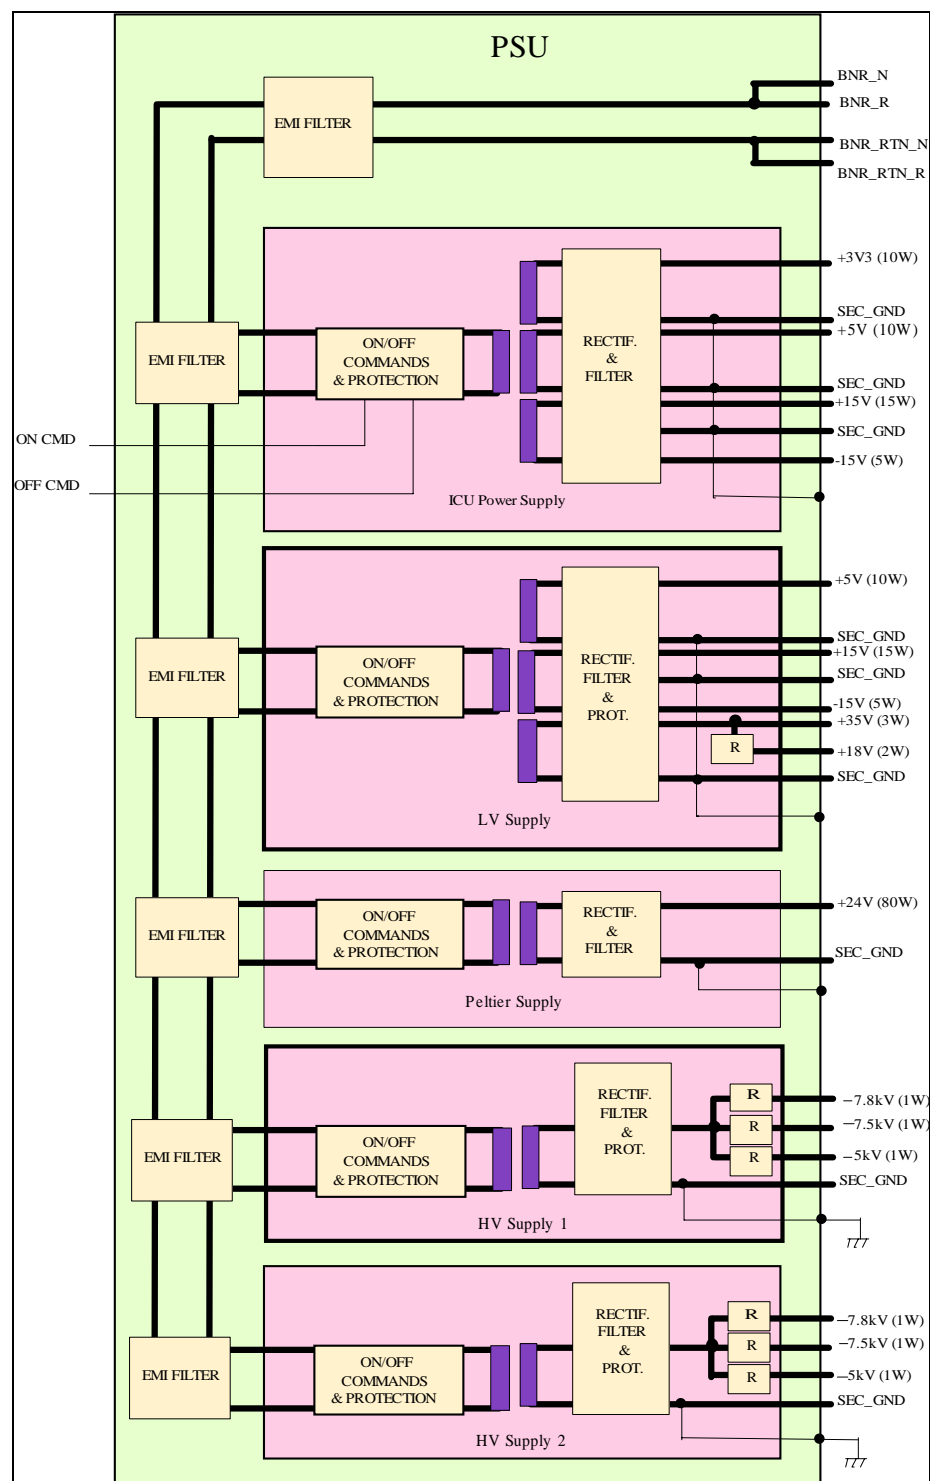 PSU
BNR_N
BNR_R
EMI FILTER
BNR_RTN_N
BNR_RTN_R
+3V3 (10W)
SEC_GND
+5V (10W)
EMI FILTER
ON/OFF
COMMANDS
& PROTECTION
RECTIF.
&
FILTER
SEC_GND
+15V (15W)
ON CMD
SEC_GND
-15V (5W)
OFF CMD
ICU Power Supply
+5V (10W)
SEC_GND
+15V (15W)
EMI FILTER
ON/OFF
COMMANDS
& PROTECTION
RECTIF.
FILTER
&
PROT.
SEC_GND
-15V (5W)
+35V (3W)
R
+18V (2W)
SEC_GND
LV Supply
+24V (80W)
EMI FILTER
ON/OFF
COMMANDS
& PROTECTION
RECTIF.
&
FILTER
SEC_GND
Peltier Supply
EMI FILTER
ON/OFF
COMMANDS
& PROTECTION
RECTIF.
FILTER
&
PROT.
R
−7.8kV (1W)
R
−7.5kV (1W)
R
−5kV (1W)
SEC_GND
HV Supply 1
EMI FILTER
ON/OFF
COMMANDS
& PROTECTION
RECTIF.
FILTER
&
PROT.
R
−7.8kV (1W)
R
−7.5kV (1W)
R
−5kV (1W)
SEC_GND
HV Supply 2